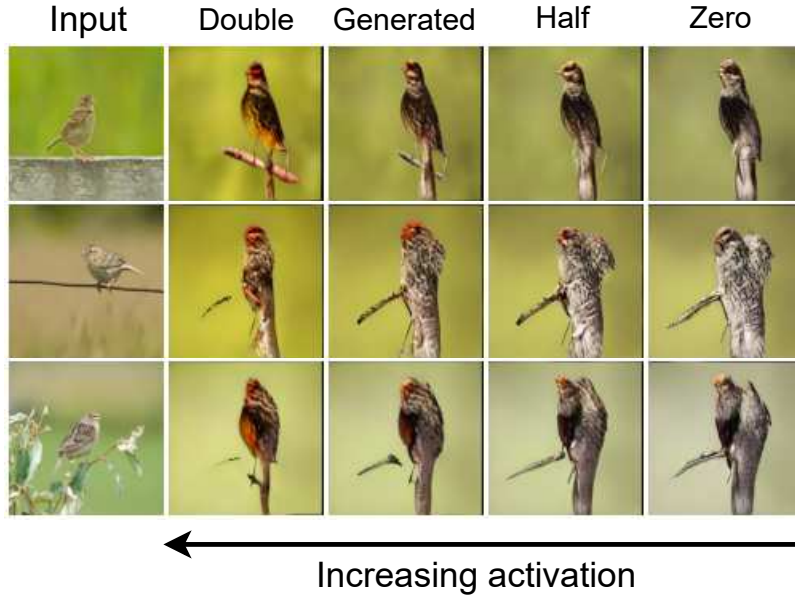 Input Double Generated Half Zero
Increasing activation